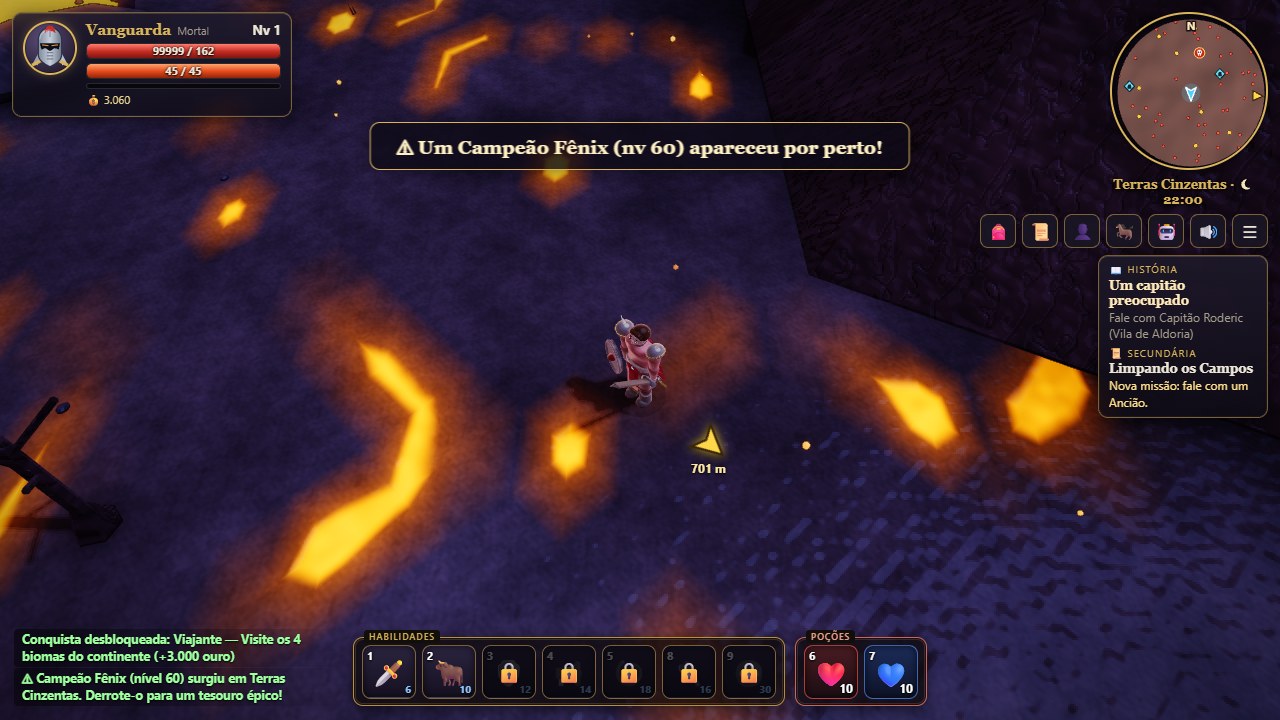 Vanguarda Mortal Nv 1
99999 / 162
45 / 45
3.060
⚠ Um Campeão Fênix (nv 60) apareceu por perto!
N
Terras Cinzentas ·
22:00
HISTÓRIA
Um capitão
preocupado
Fale com Capitão Roderic
(Vila de Aldoria)
SECUNDÁRIA
Limpando os Campos
Nova missão: fale com um
Ancião.
701 m
Conquista desbloqueada: Viajante — Visite os 4
biomas do continente (+3.000 ouro)
⚠ Campeão Fênix (nível 60) surgiu em Terras
Cinzentas. Derrote-o para um tesouro épico!
HABILIDADES
1 2 3 4 5 8 9
6 10 12 14 18 16 30
POÇÕES
6 7
10 10